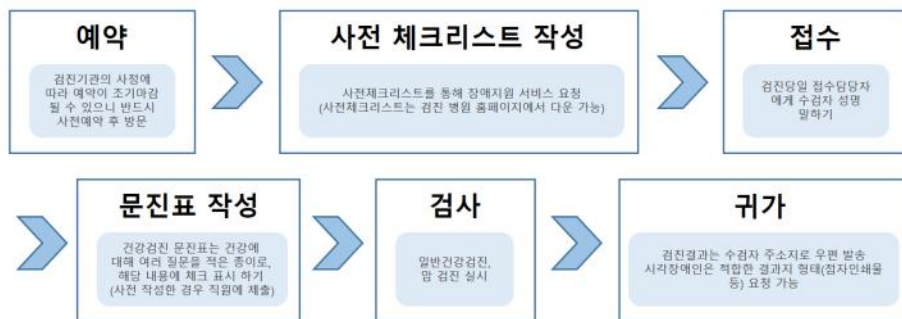 예약
검진기관의 사정에
따라 예약이 조기마감
될 수 있으니 반드시
사전예약 후 방문
사전 체크리스트 작성
사전체크리스트를 통해 장애지원 서비스 요청
(사전체크리스트는 검진 병원 홈페이지에서 다운 가능)
접수
검진당일 접수담당자
에게 수검자 성명
말하기
문진표 작성
건강검진 문진표는 건강에
대해 여러 질문을 적은 종이로,
해당 내용에 체크 표시 하기
(사전 작성한 경우 직원에 제출)
검사
일반건강검진,
암 검진 실시
귀가
검진결과는 수검자 주소지로 우편 발송
시각장애인은 적합한 결과지 형태(점자인쇄물
등) 요청 가능